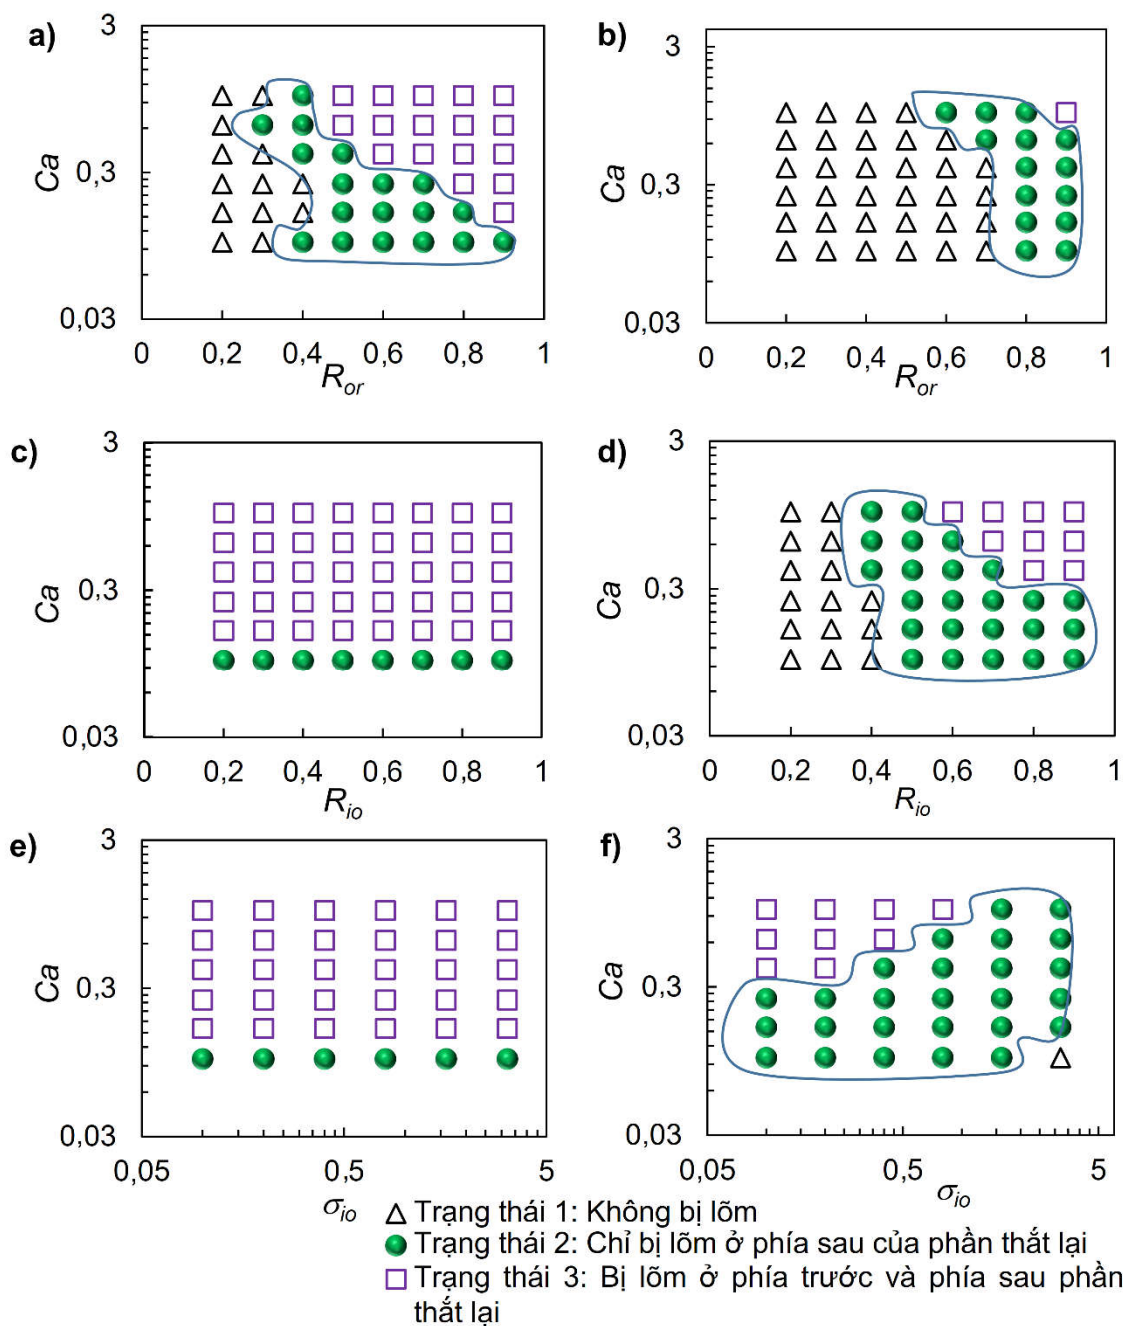 a)
3
0,3
0,03
Ca
0 0,2 0,4 0,6 0,8 1
R_or
b)
3
0,3
0,03
Ca
0 0,2 0,4 0,6 0,8 1
R_or
c)
3
0,3
0,03
Ca
0 0,2 0,4 0,6 0,8 1
R_io
d)
3
0,3
0,03
Ca
0 0,2 0,4 0,6 0,8 1
R_io
e)
3
0,3
0,03
Ca
0,05 0,5 5
σ_io
f)
3
0,3
0,03
Ca
0,05 0,5 5
σ_io
Trạng thái 1: Không bị lõm
Trạng thái 2: Chỉ bị lõm ở phía sau của phần thắt lại
Trạng thái 3: Bị lõm ở phía trước và phía sau phần
thắt lại